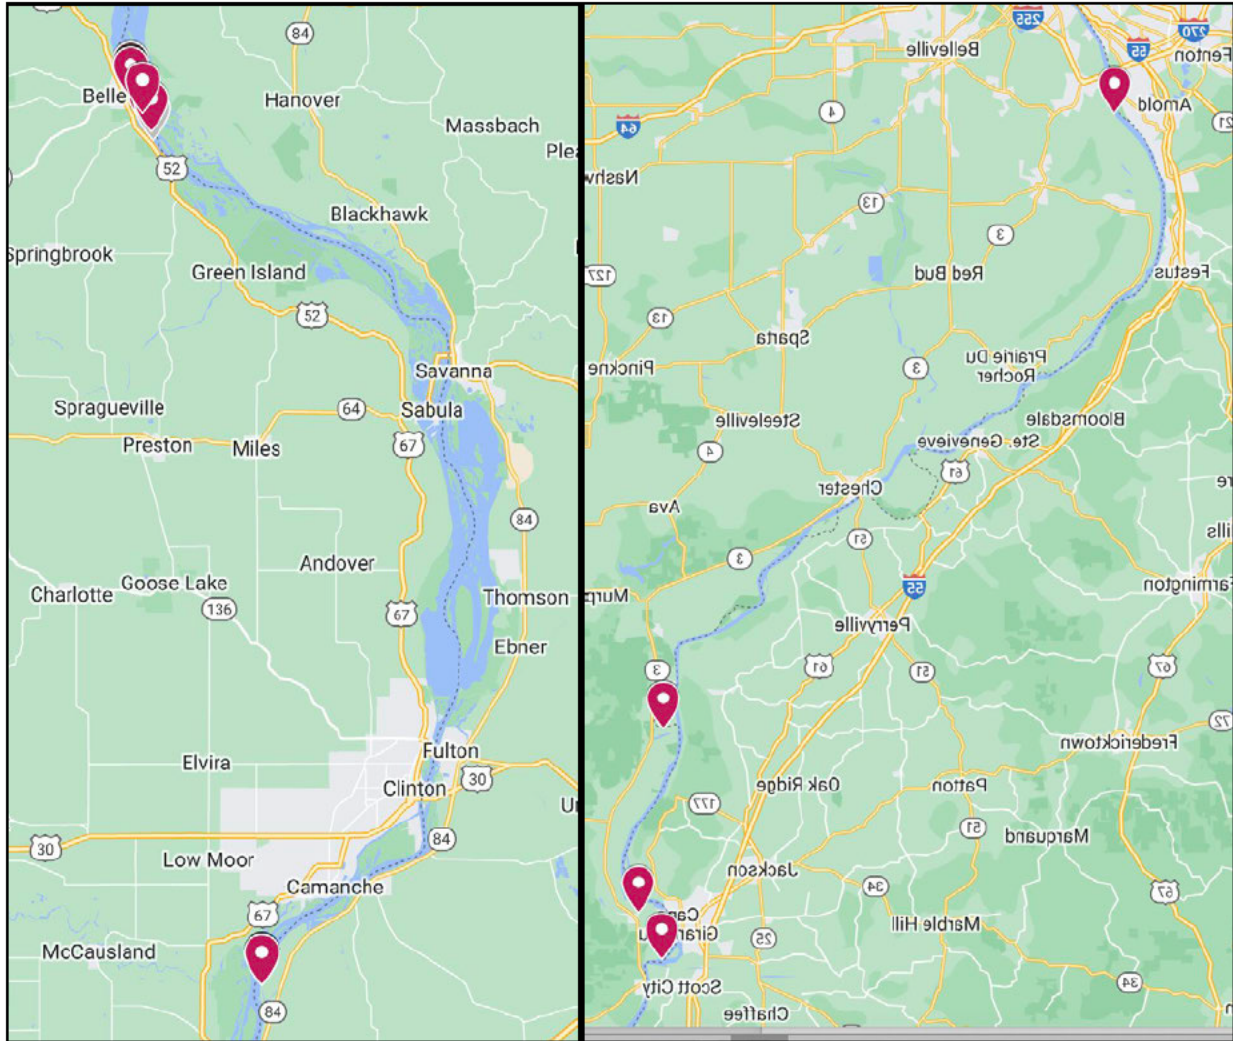 84
Belle
Hanover
Massbach
Plea
52
Blackhawk
Springbrook
Green Island
52
Savanna
Spragueville
64
Sabula
Preston
Miles
67
84
Andover
Goose Lake
Charlotte
136
67
Thomson
Ebner
Fulton
Elvira
30
Clinton
84
30
Low Moor
Camanche
67
McCausland
84
Belleville
255
55
270
Fenton
4
64
Arnold
21
Nashv
13
3
127
Red Bud
Festus
13
Sparta
Prairie Du
Rocher
Pinckne
3
Steeleville
Bloomsdale
Ste. Genevieve
4
61
Chester
Ava
51
3
55
Murp
Farmington
Perryville
3
61
51
67
72
Fredericktown
Oak Ridge
Patton
177
51
Marquand
Jackson
34
67
Cape
Girardeau
25
Marble Hill
Scott City
34
Chaffee